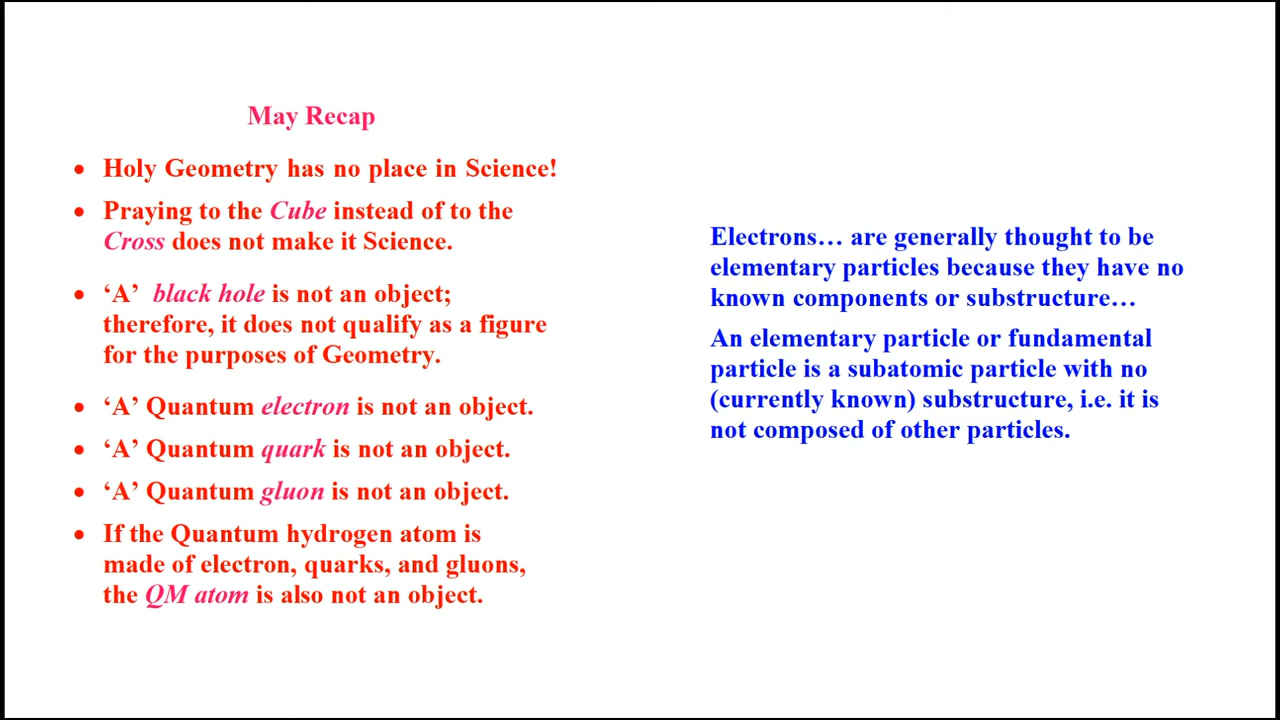 May Recap
• Holy Geometry has no place in Science!
• Praying to the Cube instead of to the
Cross does not make it Science.
• ‘A’ black hole is not an object;
therefore, it does not qualify as a figure
for the purposes of Geometry.
• ‘A’ Quantum electron is not an object.
• ‘A’ Quantum quark is not an object.
• ‘A’ Quantum gluon is not an object.
• If the Quantum hydrogen atom is
made of electron, quarks, and gluons,
the QM atom is also not an object.
Electrons… are generally thought to be
elementary particles because they have no
known components or substructure…
An elementary particle or fundamental
particle is a subatomic particle with no
(currently known) substructure, i.e. it is
not composed of other particles.